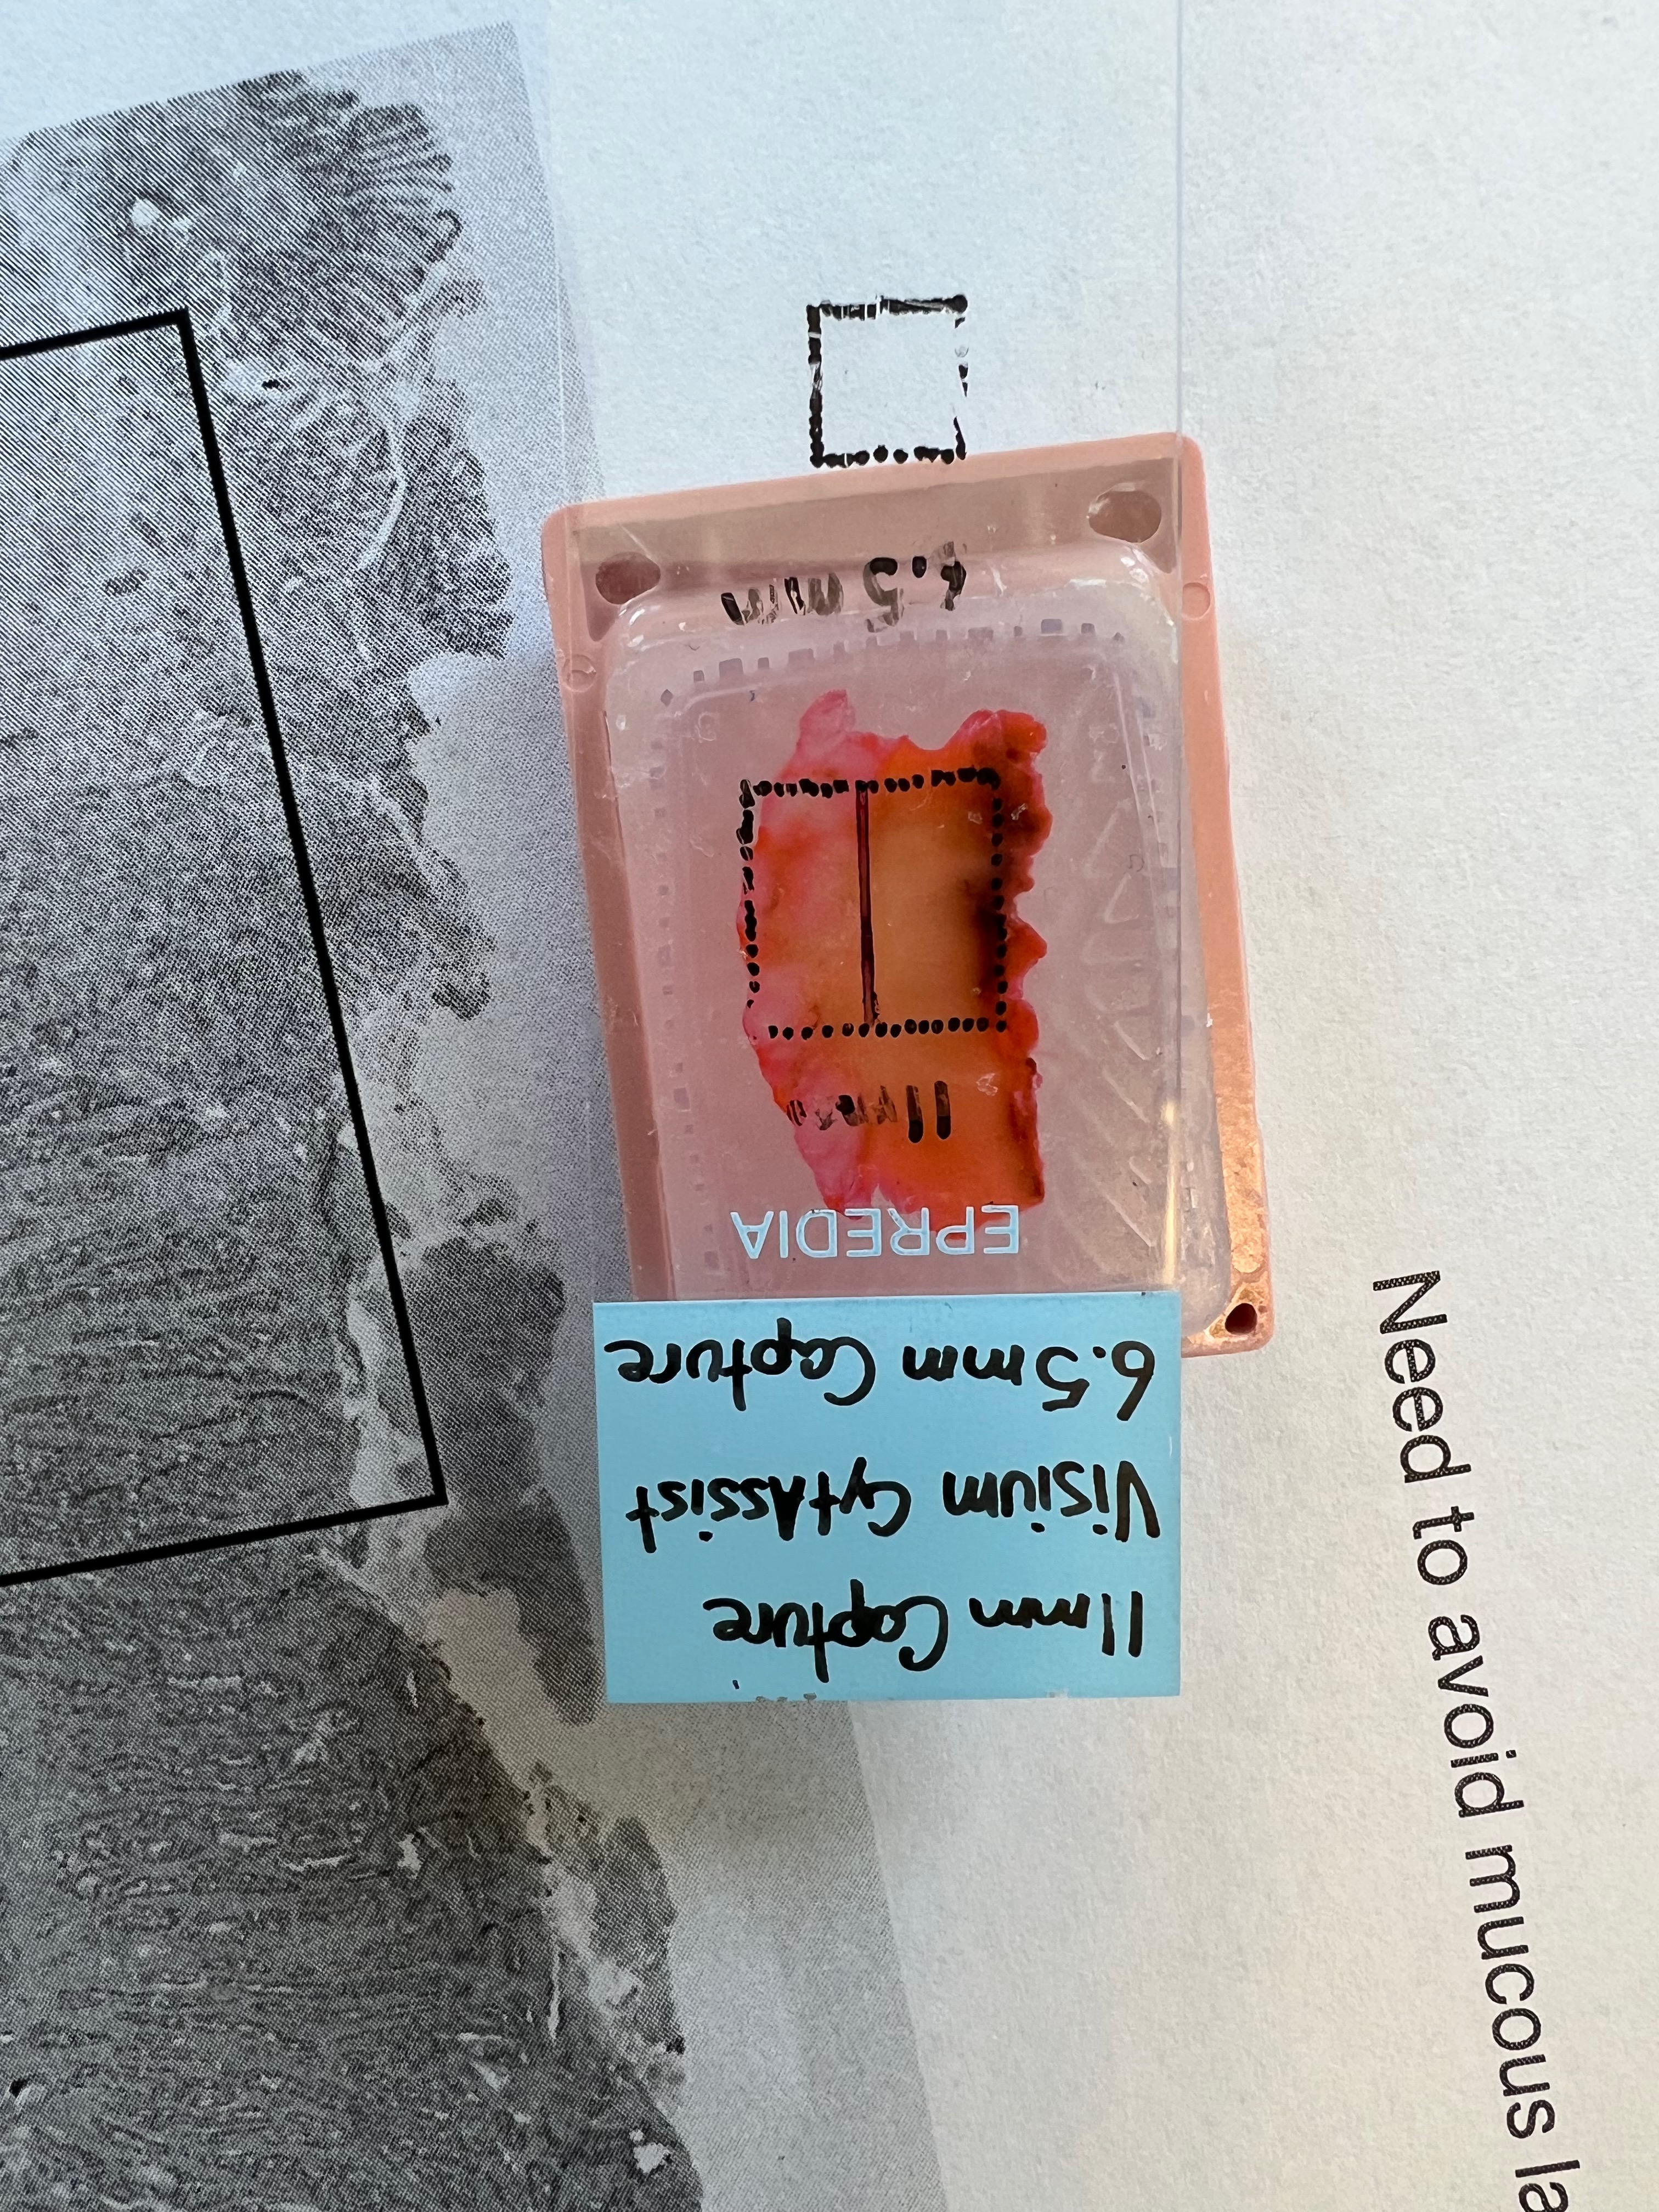 11mm Capture
Visium CytAssist
6.5mm Capture
EPREDIA
11mm
6.5 mm
Need to avoid mucous la